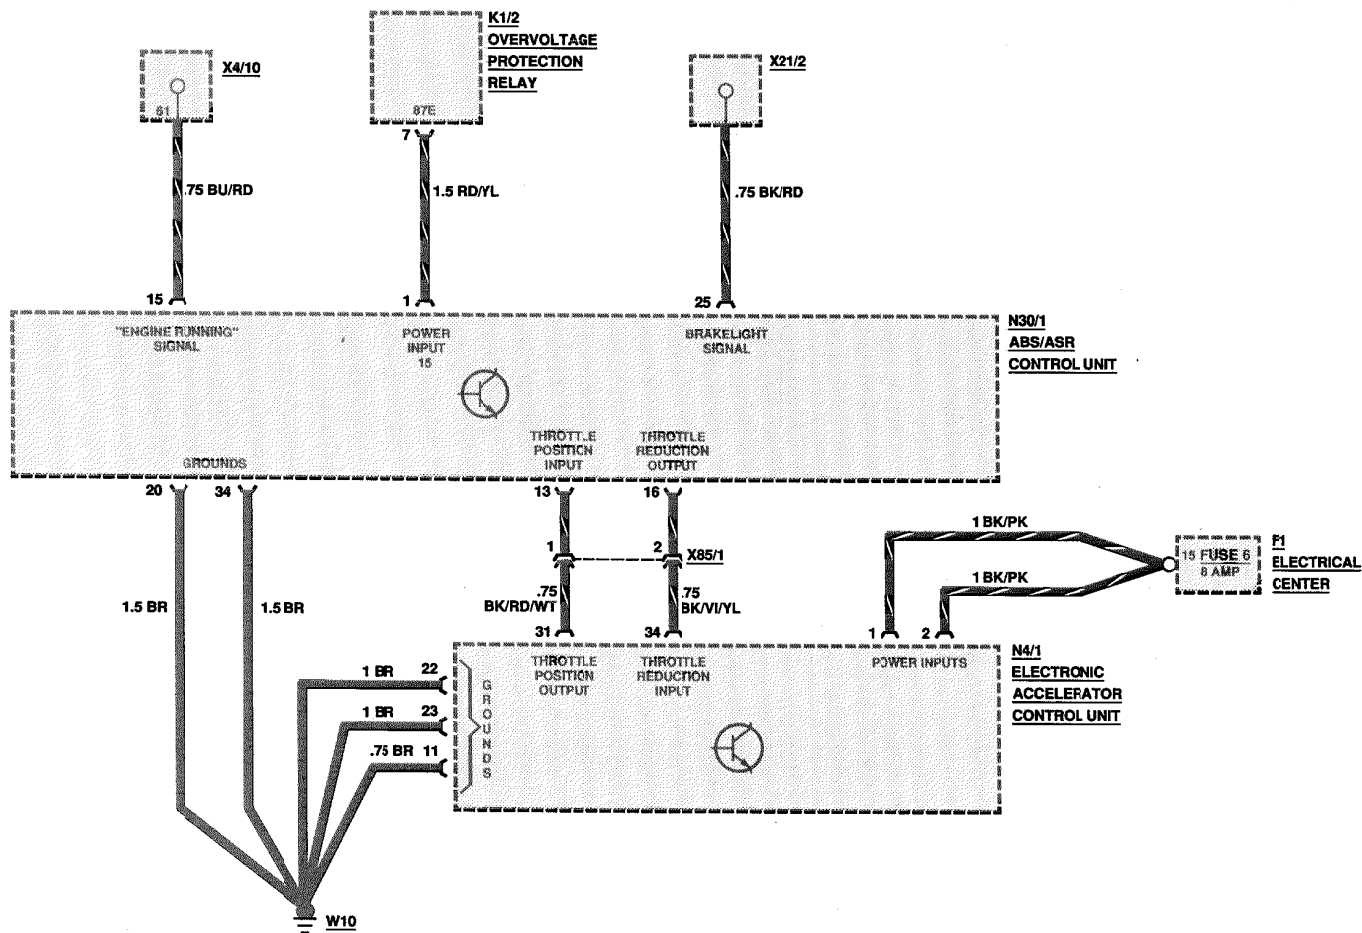 K1/2
OVERVOLTAGE
PROTECTION
RELAY
X4/10
X21/2
61
87E
7
.75 BU/RD
1.5 RD/YL
.75 BK/RD
15
1
25
"ENGINE RUNNING"
SIGNAL
POWER
INPUT
15
BRAKELIGHT
SIGNAL
N30/1
ABS/ASR
CONTROL UNIT
GROUNDS
THROTTLE
POSITION
INPUT
THROTTLE
REDUCTION
OUTPUT
20
34
13
16
1
2
X85/1
1 BK/PK
1 BK/PK
15 FUSE 6
8 AMP
F1
ELECTRICAL
CENTER
1.5 BR
1.5 BR
.75
BK/RD/WT
.75
BK/VI/YL
31
34
1
2
THROTTLE
POSITION
OUTPUT
THROTTLE
REDUCTION
INPUT
POWER INPUTS
N4/1
ELECTRONIC
ACCELERATOR
CONTROL UNIT
1 BR 22
1 BR 23
.75 BR 11
GROUNDS
W10